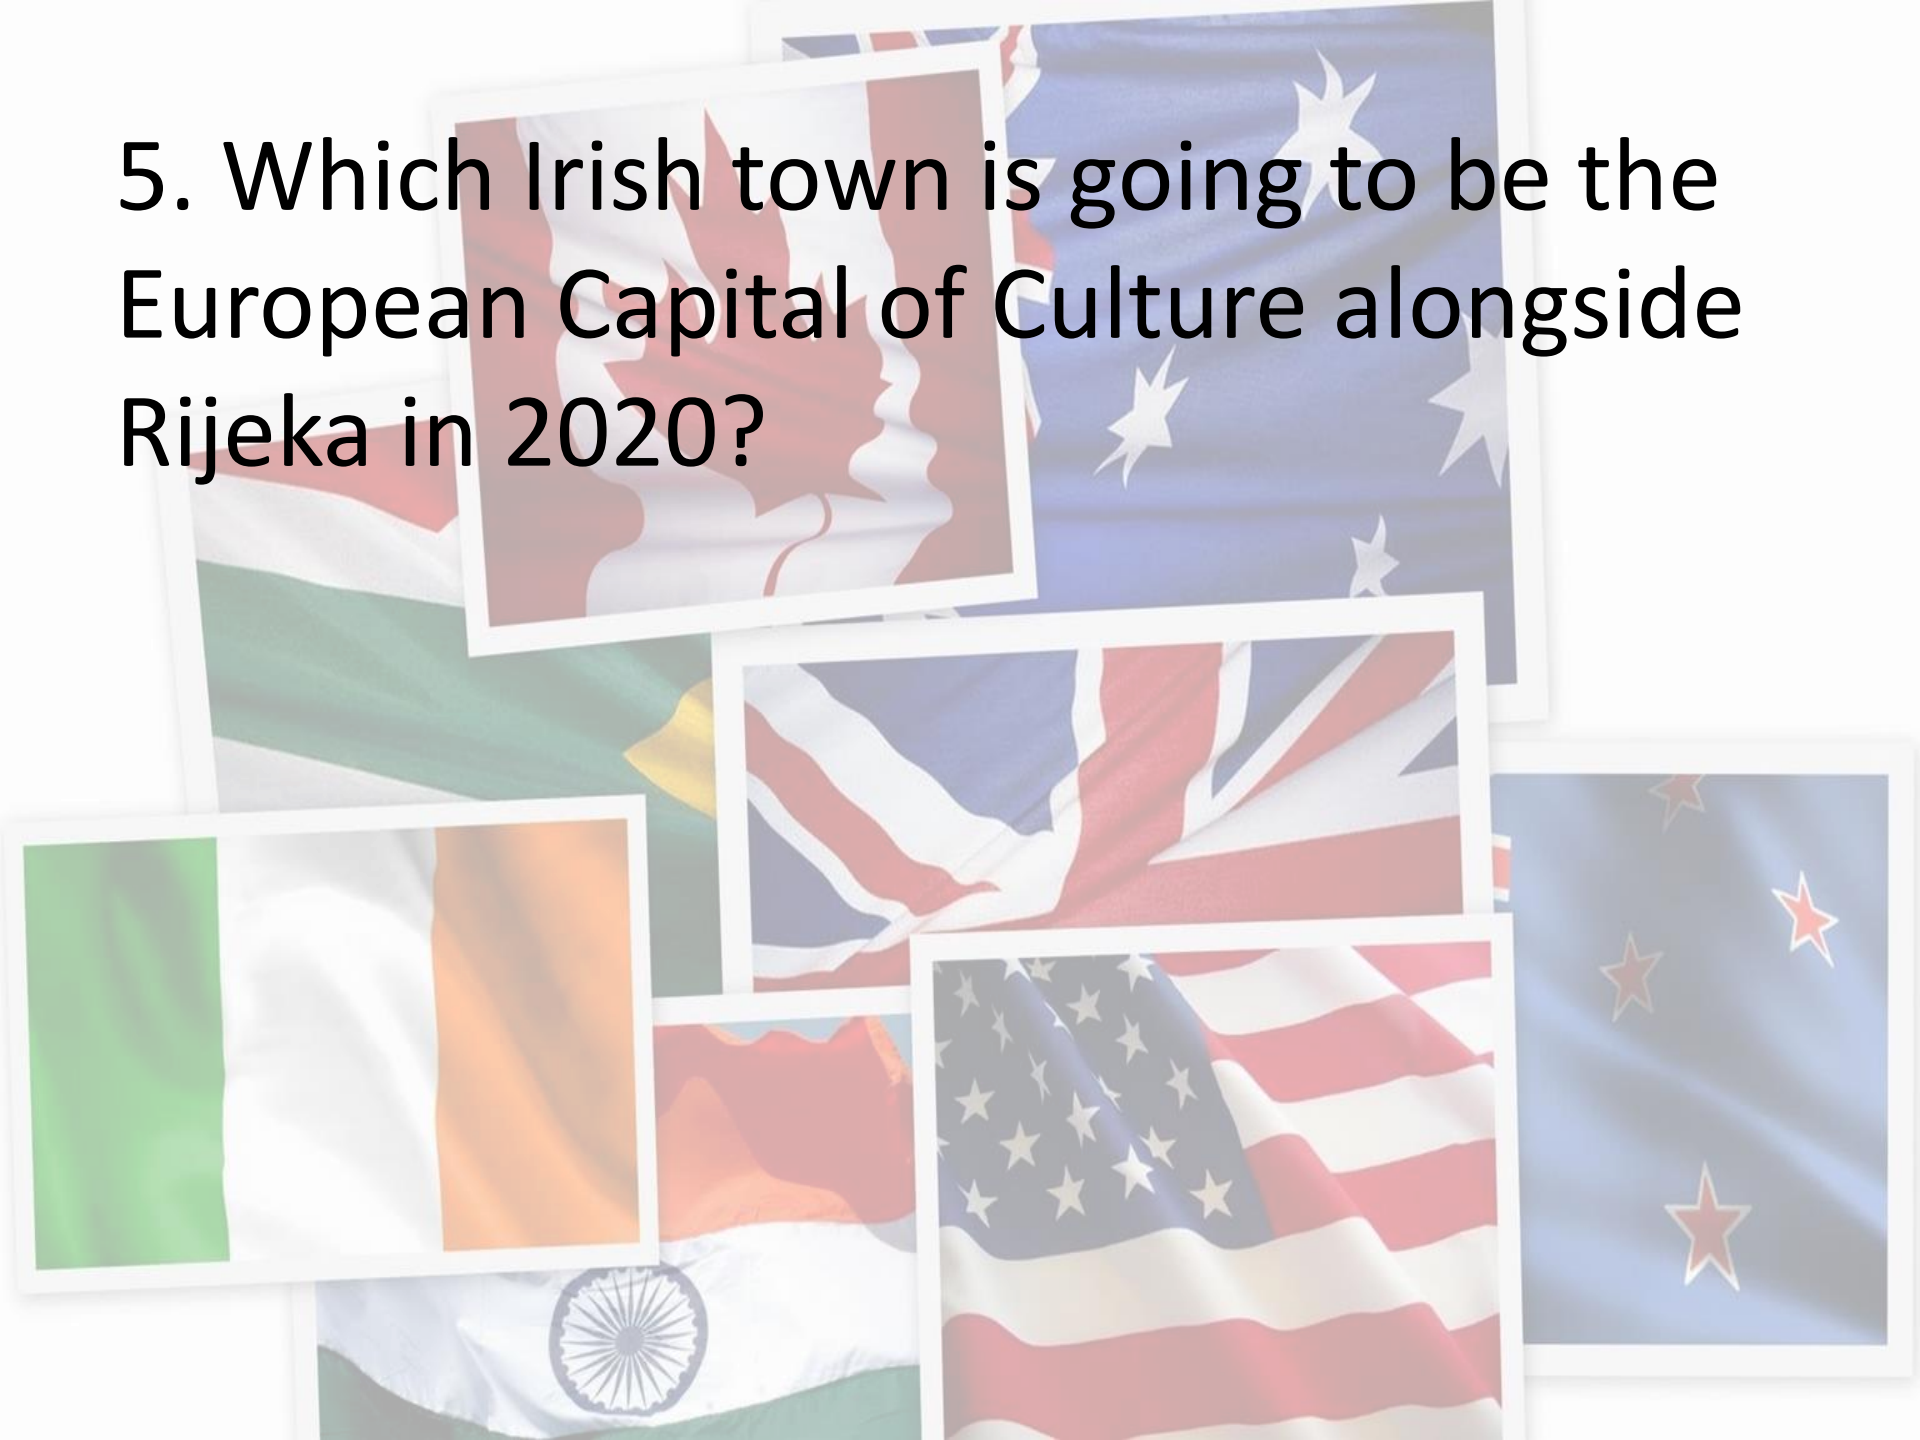 5. Which Irish town is going to be the
European Capital of Culture alongside
Rijeka in 2020?